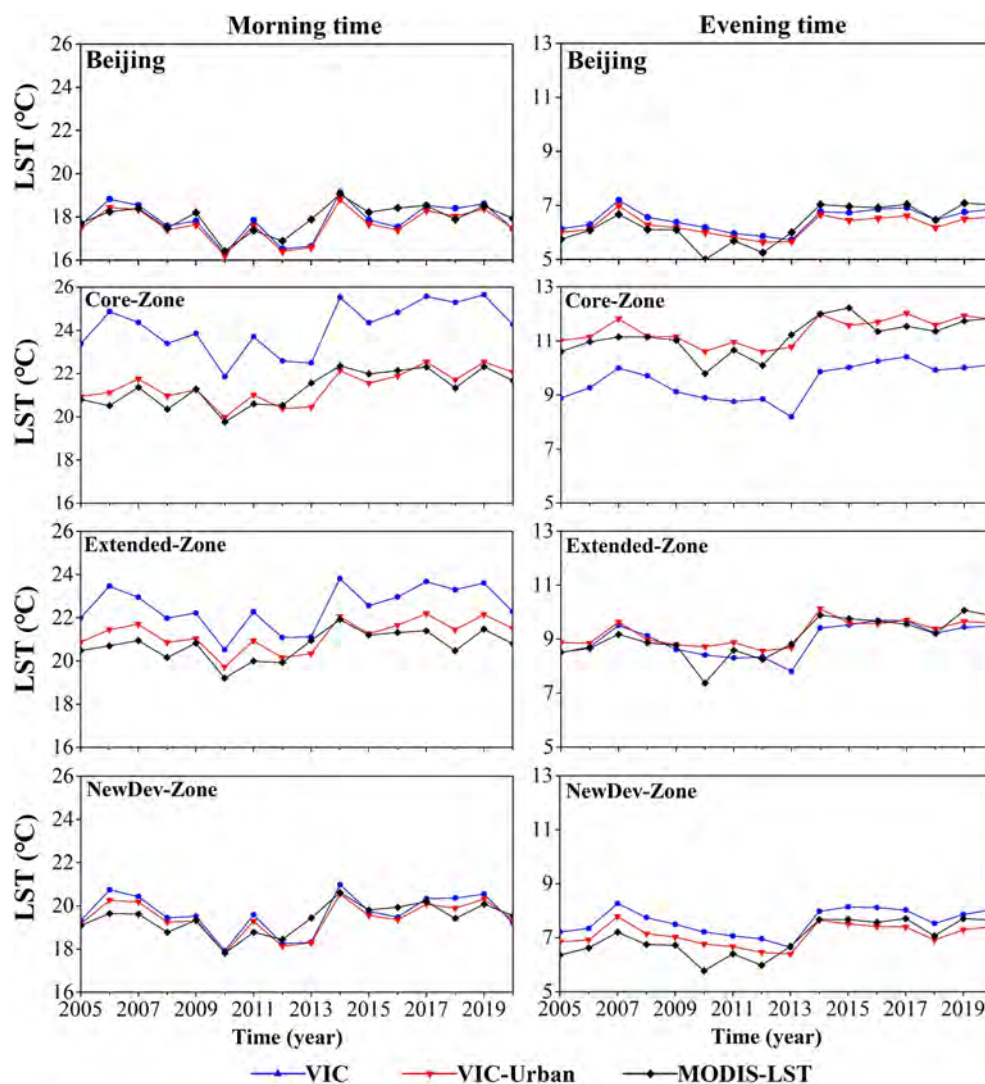 Morning time
Evening time
Beijing
Beijing
LST (°C)
26
24
22
20
18
16
13
11
9
7
5
Core-Zone
Core-Zone
LST (°C)
26
24
22
20
18
16
13
11
9
7
5
Extended-Zone
Extended-Zone
LST (°C)
26
24
22
20
18
16
13
11
9
7
5
NewDev-Zone
NewDev-Zone
LST (°C)
26
24
22
20
18
16
13
11
9
7
5
2005 2007 2009 2011 2013 2015 2017 2019
2005 2007 2009 2011 2013 2015 2017 2019
Time (year)
Time (year)
VIC VIC-Urban MODIS-LST